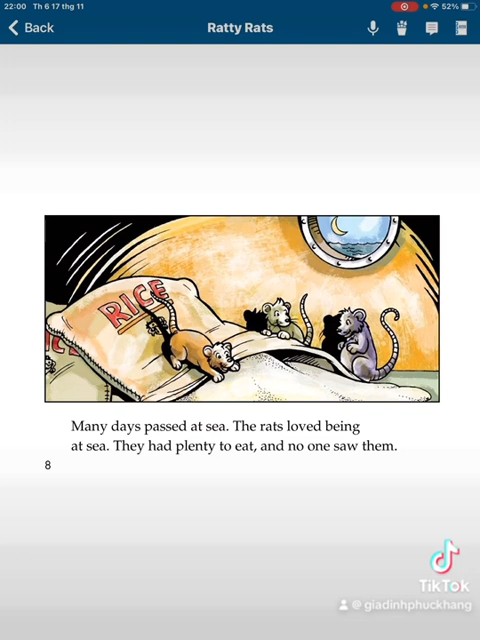 22:00 Th 6 17 thg 11
52%
Back
Ratty Rats
RICE
Many days passed at sea. The rats loved being
at sea. They had plenty to eat, and no one saw them.
8
TikTok
@giadinhphuckhang